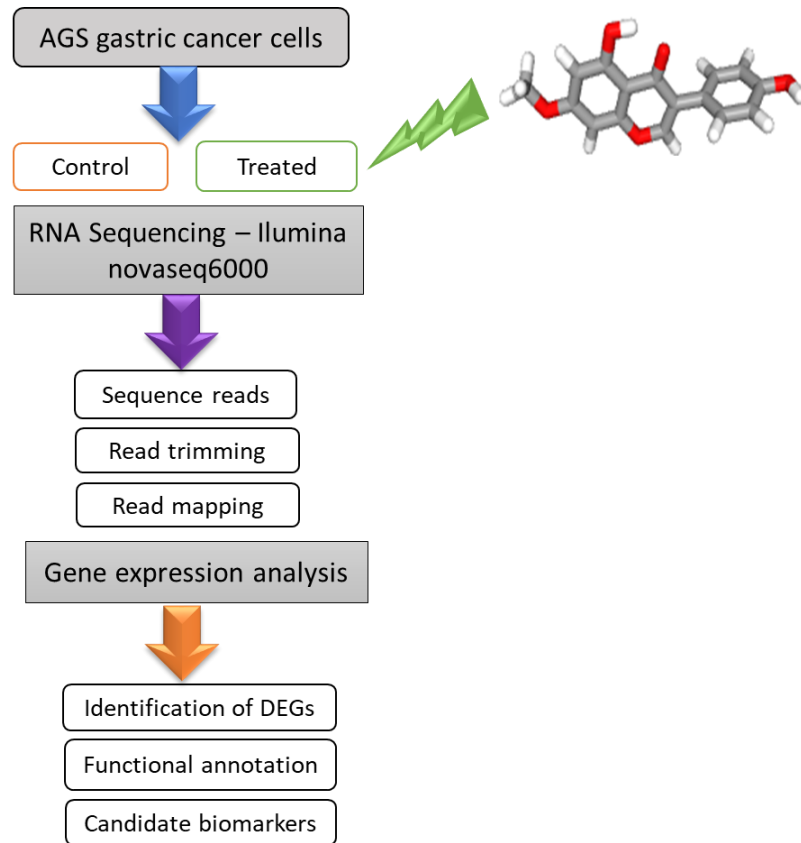 AGS gastric cancer cells
Control
Treated
RNA Sequencing – Ilumina
novaseq6000
Sequence reads
Read trimming
Read mapping
Gene expression analysis
Identification of DEGs
Functional annotation
Candidate biomarkers